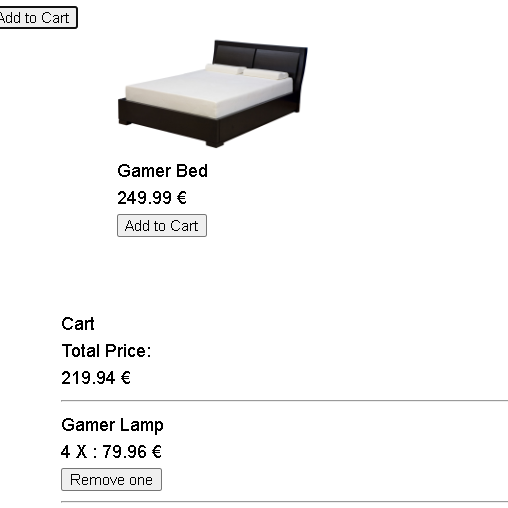 Add to Cart
Gamer Bed
249.99 €
Add to Cart
Cart
Total Price:
219.94 €
Gamer Lamp
4 X : 79.96 €
Remove one